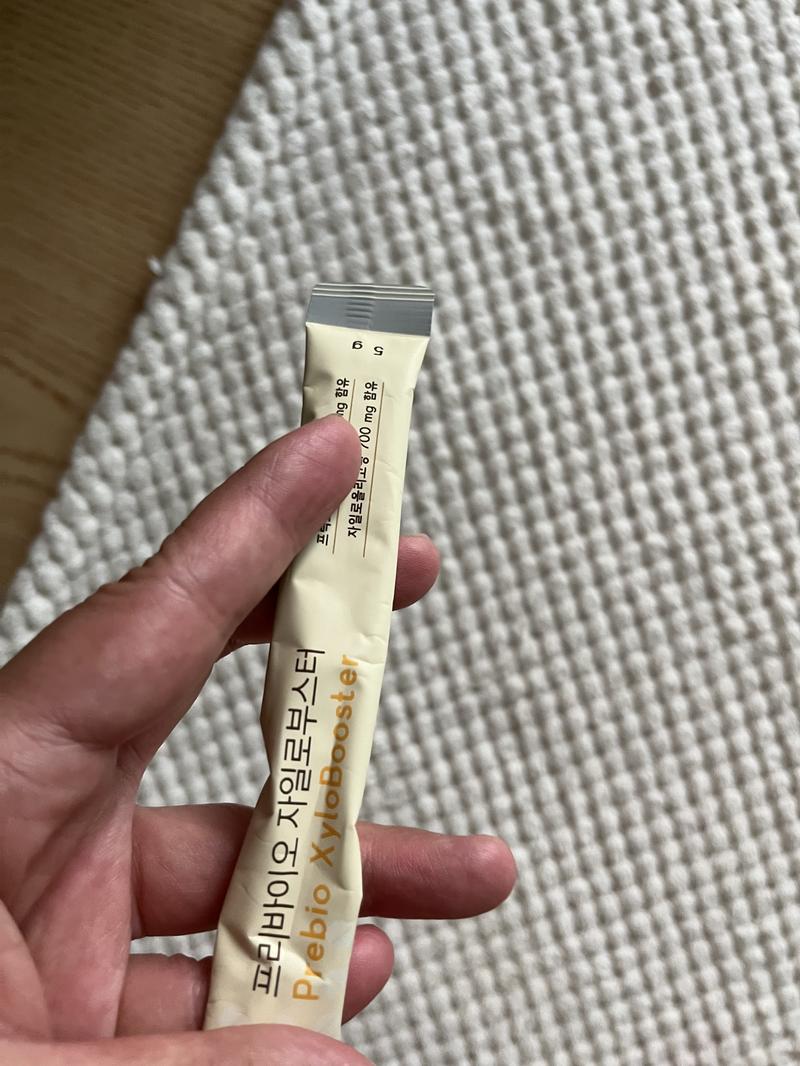 프리바이오 자일로부스터
Prebio XyloBooster
mg 함유
자일로올리고당 700 mg 함유
5 g